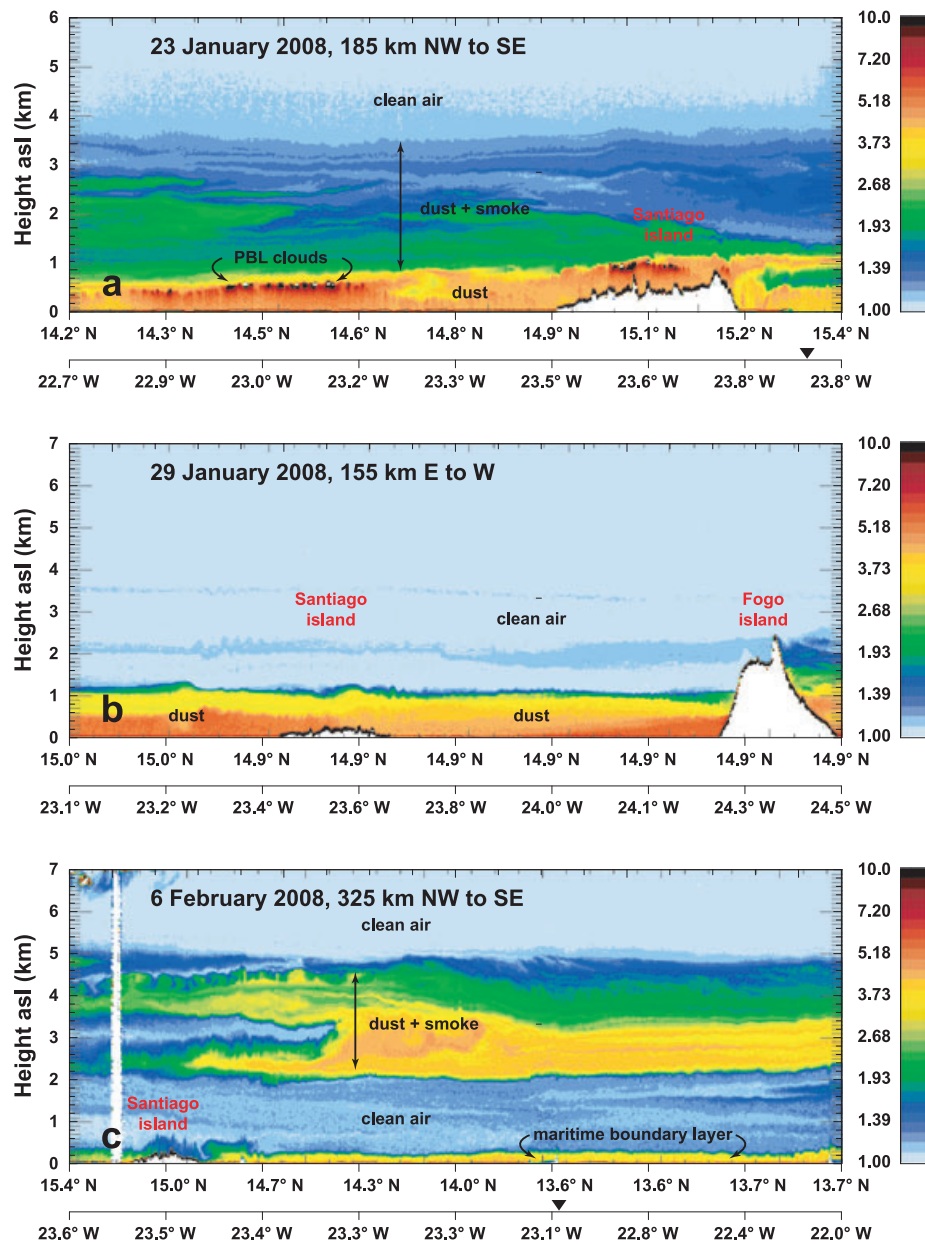 23 January 2008, 185 km NW to SE
clean air
dust + smoke
Santiago
island
PBL clouds
dust
a
Height asl (km)
6
5
4
3
2
1
0
14.2° N 14.4° N 14.5° N 14.6° N 14.8° N 14.9° N 15.1° N 15.2° N 15.4° N
22.7° W 22.9° W 23.0° W 23.2° W 23.3° W 23.5° W 23.6° W 23.8° W 23.8° W
10.0
7.20
5.18
3.73
2.68
1.93
1.39
1.00
29 January 2008, 155 km E to W
Santiago
island
clean air
Fogo
island
dust
dust
b
Height asl (km)
7
6
5
4
3
2
1
0
15.0° N 15.0° N 14.9° N 14.9° N 14.9° N 14.9° N 14.9° N 14.9° N 14.9° N
23.1° W 23.2° W 23.4° W 23.6° W 23.8° W 24.0° W 24.1° W 24.3° W 24.5° W
10.0
7.20
5.18
3.73
2.68
1.93
1.39
1.00
6 February 2008, 325 km NW to SE
clean air
dust + smoke
clean air
Santiago
island
maritime boundary layer
c
Height asl (km)
7
6
5
4
3
2
1
0
15.4° N 15.0° N 14.7° N 14.3° N 14.0° N 13.6° N 13.6° N 13.7° N 13.7° N
23.6° W 23.5° W 23.4° W 23.3° W 23.3° W 23.1° W 22.8° W 22.4° W 22.0° W
10.0
7.20
5.18
3.73
2.68
1.93
1.39
1.00